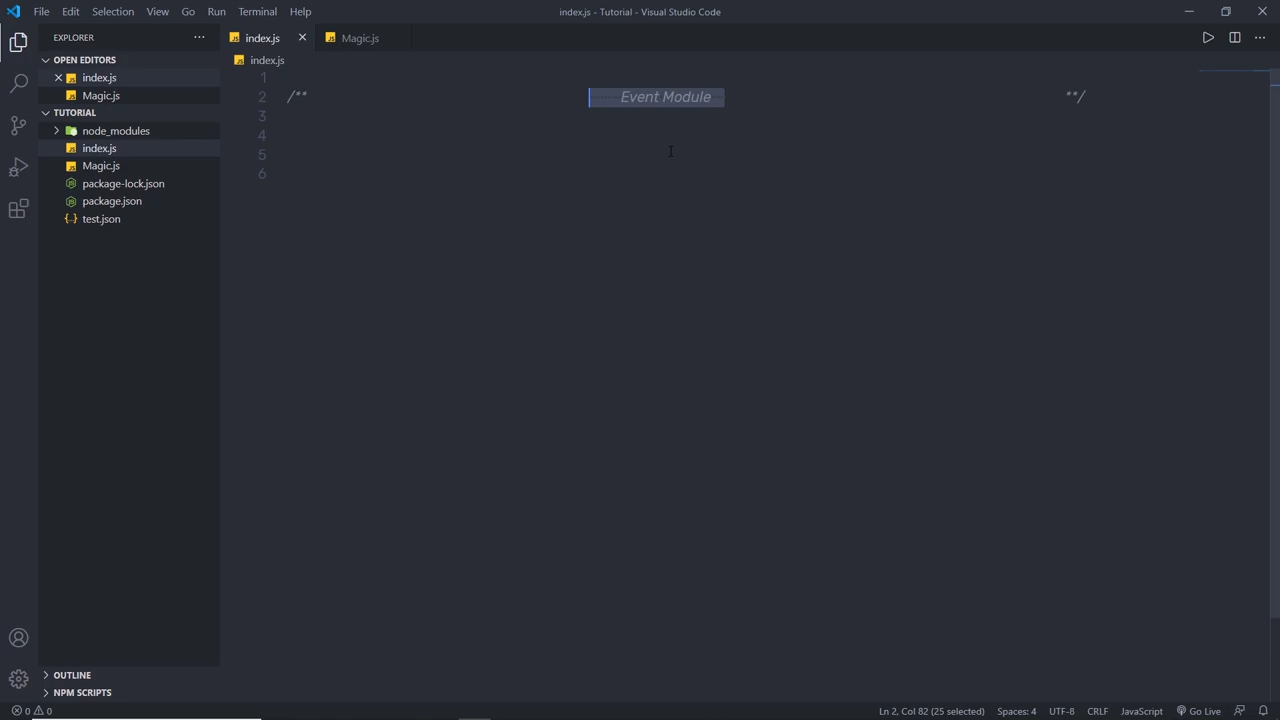 File Edit Selection View Go Run Terminal Help
index.js - Tutorial - Visual Studio Code
EXPLORER
OPEN EDITORS
index.js
Magic.js
TUTORIAL
node_modules
index.js
Magic.js
package-lock.json
package.json
test.json
OUTLINE
NPM SCRIPTS
index.js Magic.js
index.js
1
2 /** Event Module **/
3
4
5
6
0 0 Ln 2, Col 82 (25 selected) Spaces: 4 UTF-8 CRLF JavaScript Go Live